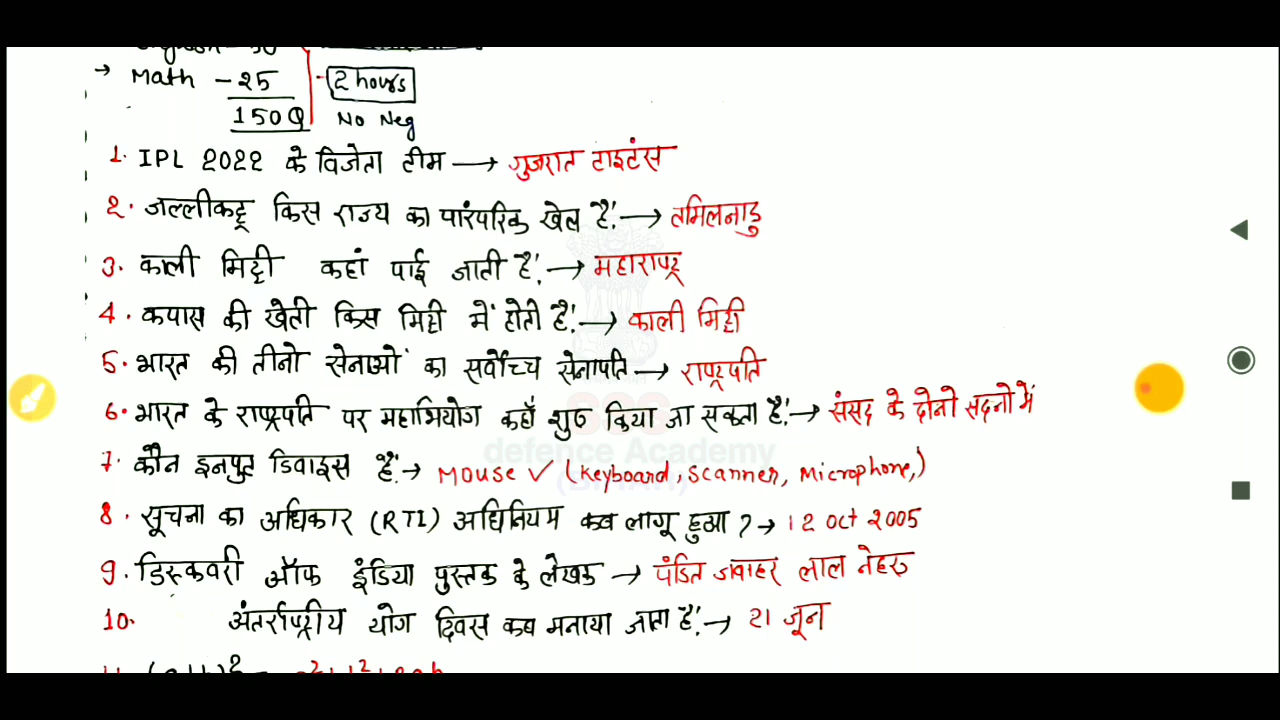 → Math - 25 2 hours
150Q No Neg
1. IPL 2022 के विजेता टीम → गुजरात टाइटंस
2. जल्लीकट्टू किस राज्य का पारंपरिक खेल है? → तमिलनाडु
3. काली मिट्टी कहां पाई जाती है? → महाराष्ट्र
4. कपास की खेती किस मिट्टी में होती है? → काली मिट्टी
5. भारत की तीनो सेनाओं का सर्वोच्च सेनापति → राष्ट्रपति
6. भारत के राष्ट्रपति पर महाभियोग कहाँ शुरु किया जा सकता है? → संसद के दोनो सदनो में
7. कौन इनपुट डिवाइस है? → Mouse ✓ (Keyboard, Scanner, Microphone,)
8. सूचना का अधिकार (RTI) अधिनियम कब लागू हुआ? → 12 Oct 2005
9. डिस्कवरी ऑफ इंडिया पुस्तक के लेखक → पंडित जवाहर लाल नेहरु
10. अंतर्राष्ट्रीय योग दिवस कब मनाया जाता है? → 21 जून
defence Academy